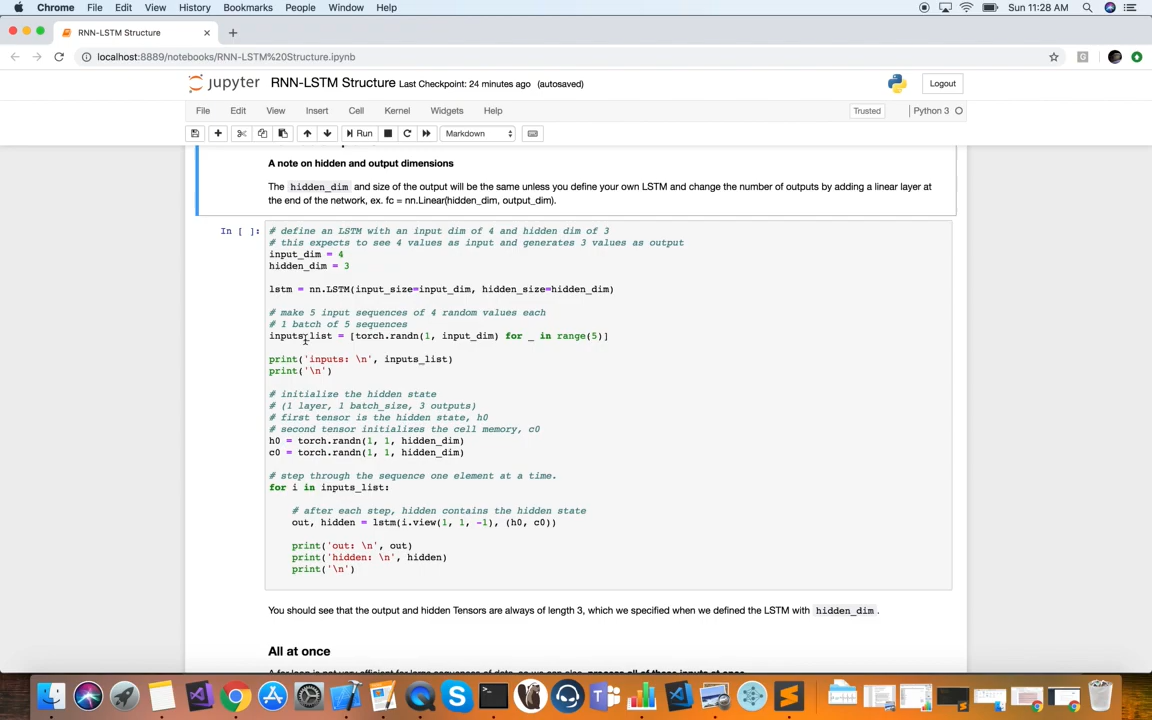 Chrome File Edit View History Bookmarks People Window Help Sun 11:28 AM
RNN-LSTM Structure
localhost:8889/notebooks/RNN-LSTM%20Structure.ipynb
jupyter RNN-LSTM Structure Last Checkpoint: 24 minutes ago (autosaved) Logout
File Edit View Insert Cell Kernel Widgets Help Trusted Python 3
Run Markdown
A note on hidden and output dimensions
The hidden_dim and size of the output will be the same unless you define your own LSTM and change the number of outputs by adding a linear layer at
the end of the network, ex. fc = nn.Linear(hidden_dim, output_dim).
In [ ]: # define an LSTM with an input dim of 4 and hidden dim of 3
# this expects to see 4 values as input and generates 3 values as output
input_dim = 4
hidden_dim = 3
lstm = nn.LSTM(input_size=input_dim, hidden_size=hidden_dim)
# make 5 input sequences of 4 random values each
# 1 batch of 5 sequences
inputs_list = [torch.randn(1, input_dim) for _ in range(5)]
print('inputs: \n', inputs_list)
print('\n')
# initialize the hidden state
# (1 layer, 1 batch_size, 3 outputs)
# first tensor is the hidden state, h0
# second tensor initializes the cell memory, c0
h0 = torch.randn(1, 1, hidden_dim)
c0 = torch.randn(1, 1, hidden_dim)
# step through the sequence one element at a time.
for i in inputs_list:
# after each step, hidden contains the hidden state
out, hidden = lstm(i.view(1, 1, -1), (h0, c0))
print('out: \n', out)
print('hidden: \n', hidden)
print('\n')
You should see that the output and hidden Tensors are always of length 3, which we specified when we defined the LSTM with hidden_dim .
All at once